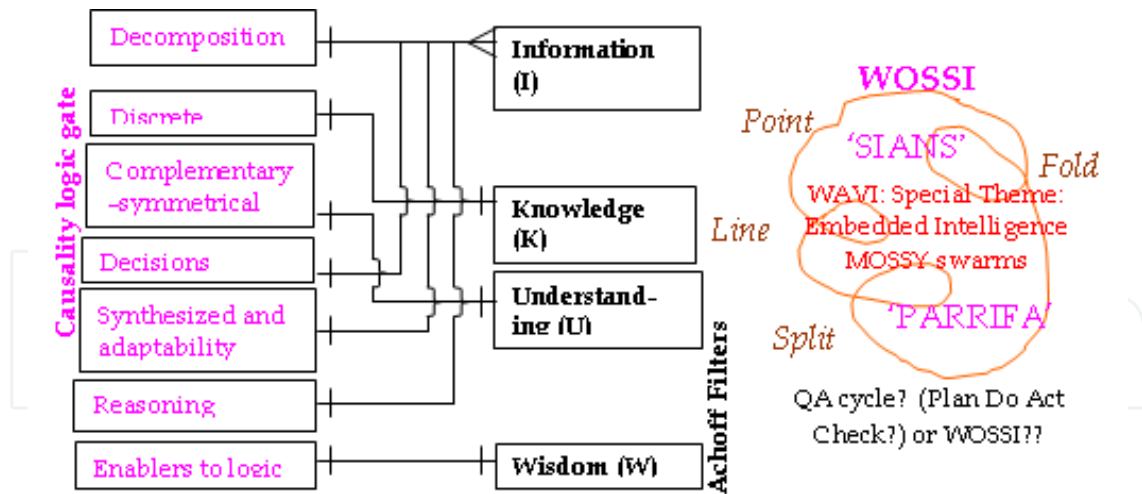 Causality logic gate
Decomposition
Discrete
Complementary
-symmetrical
Decisions
Synthesized and
adaptability
Reasoning
Enablers to logic
Information
(I)
Knowledge
(K)
Understand-
ing (U)
Wisdom (W)
Achoff Filters
WOSSI
Point
'SIANS'
Fold
WAVI: Special Theme:
Line
Embedded Intelligence
MOSSY swarms
'PARRIFA'
Split
QA cycle? (Plan Do Act
Check?) or WOSSI??